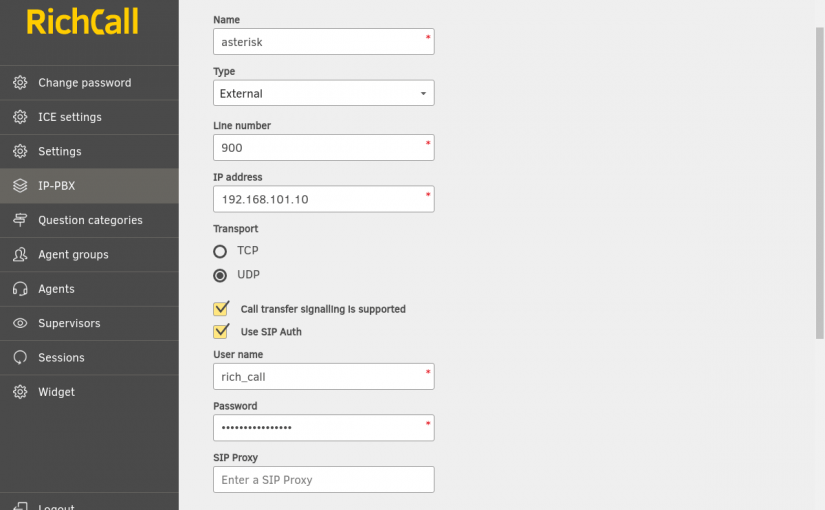 RichCall
Change password
ICE settings
Settings
IP-PBX
Question categories
Agent groups
Agents
Supervisors
Sessions
Widget
Logout
Name
asterisk
*
Type
External
Line number
900
*
IP address
192.168.101.10
*
Transport
TCP
UDP
Call transfer signalling is supported
Use SIP Auth
User name
rich_call
*
Password
••••••••••••••••
*
SIP Proxy
Enter a SIP Proxy